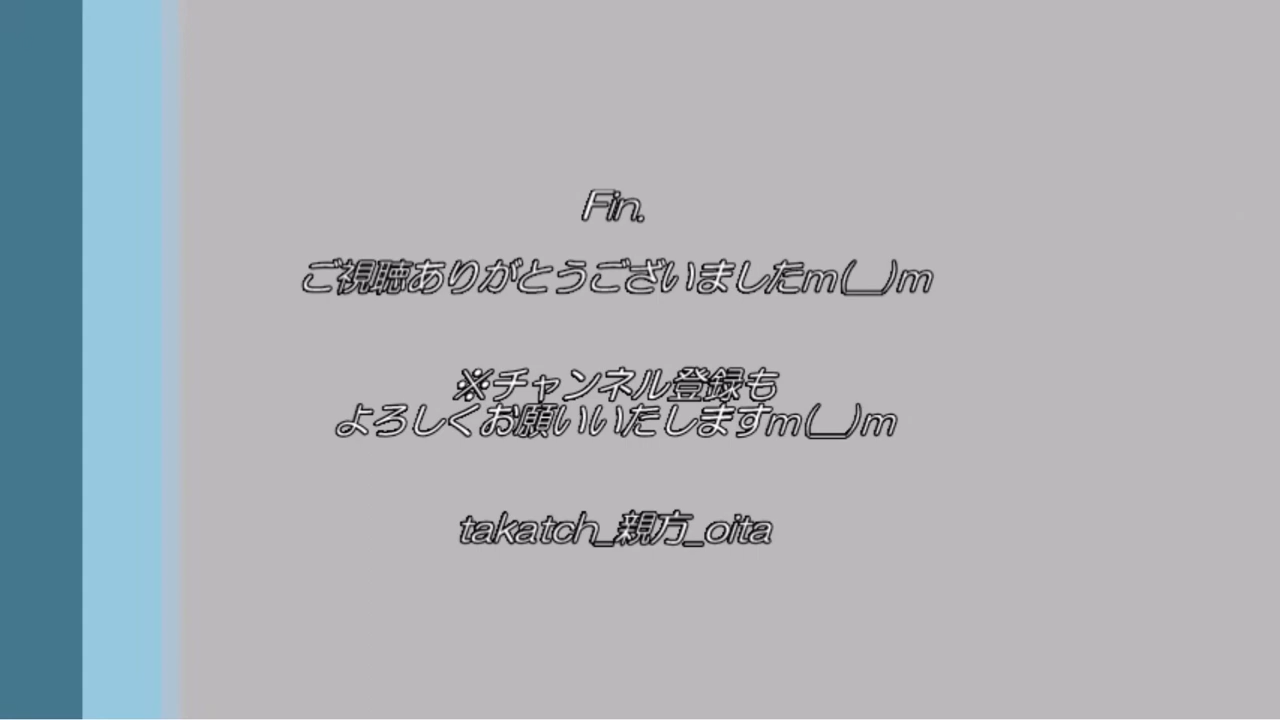 Fin.
ご視聴ありがとうございましたm(__)m
※チャンネル登録も
よろしくお願いいたしますm(__)m
takatch_親方_oita